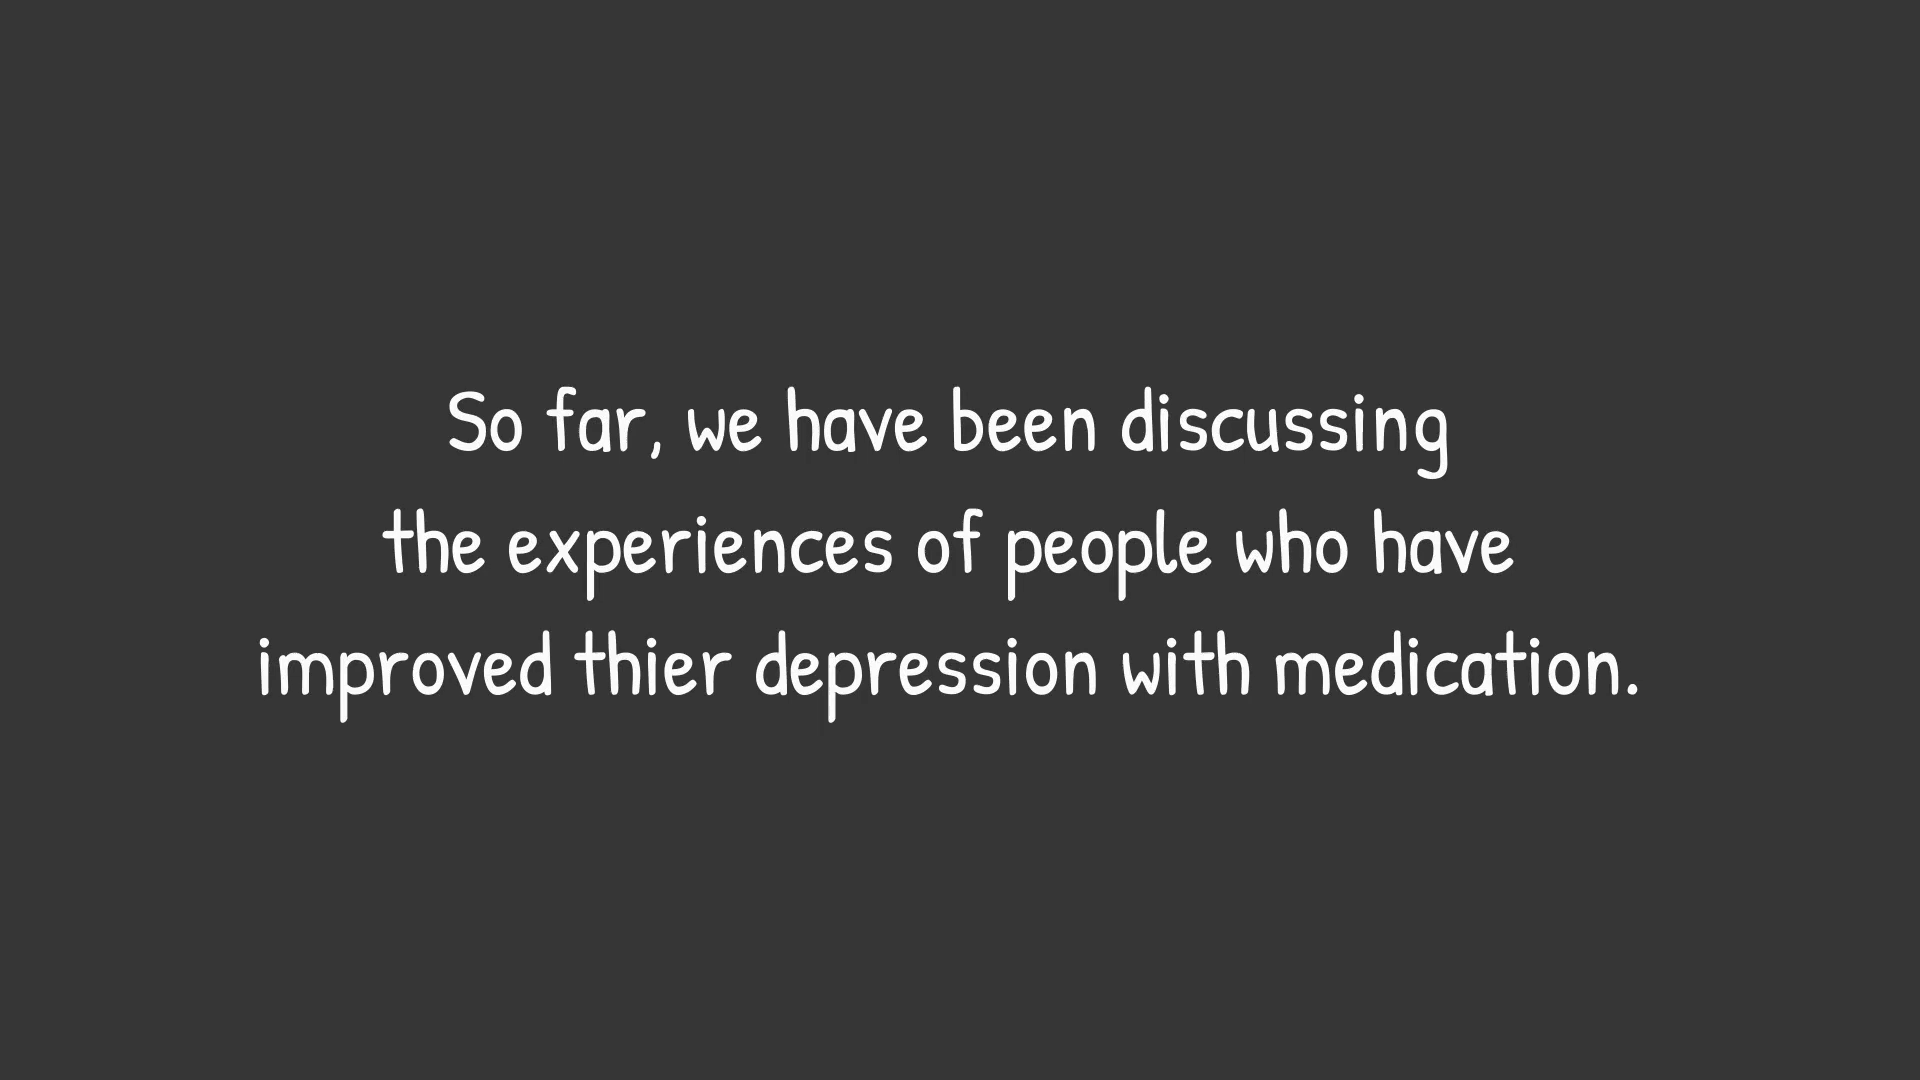 So far, we have been discussing
the experiences of people who have
improved thier depression with medication.